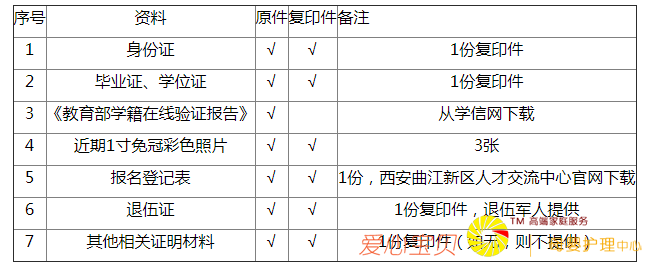 序号 资料 原件 复印件 备注
1 身份证 √ √ 1份复印件
2 毕业证、学位证 √ √ 1份复印件
3 《教育部学籍在线验证报告》 √ 从学信网下载
4 近期1寸免冠彩色照片 √ √ 3张
5 报名登记表 √ √ 1份，西安曲江新区人才交流中心官网下载
6 退伍证 √ √ 1份复印件，退伍军人提供
TM 高端家庭服务
7 其他相关证明材料 √ √ 1份复印件（如无，则不提供）
爱心宝贝 护理中心